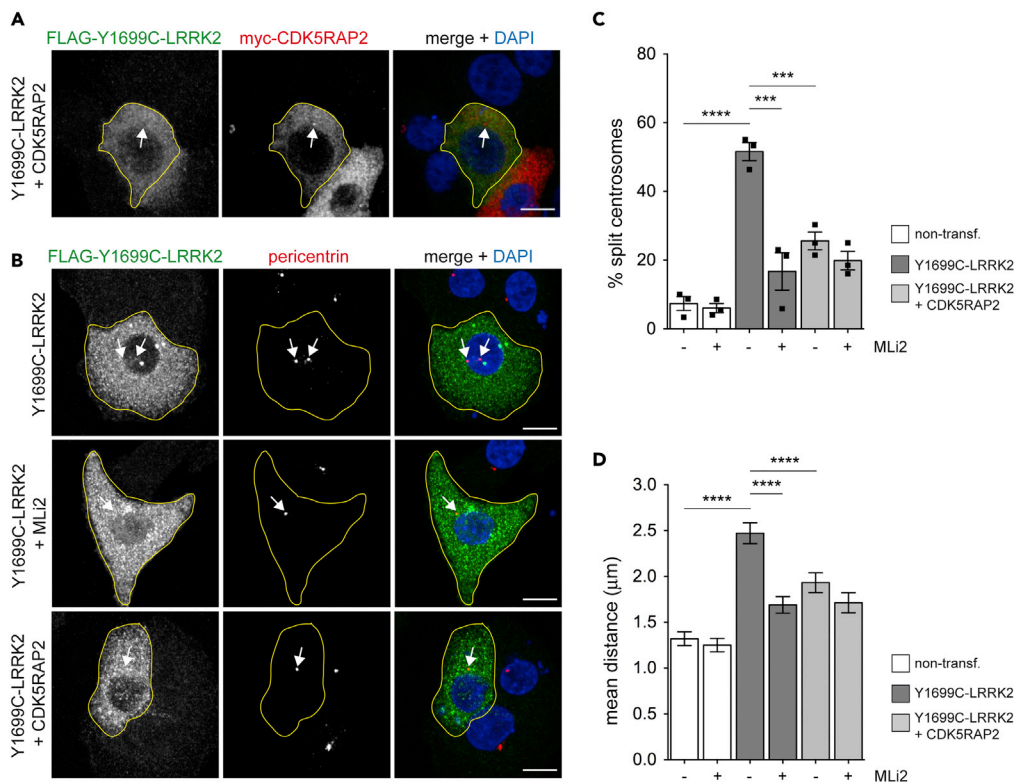 A
FLAG-Y1699C-LRRK2 myc-CDK5RAP2 merge + DAPI
Y1699C-LRRK2
+ CDK5RAP2
B
FLAG-Y1699C-LRRK2 pericentrin merge + DAPI
Y1699C-LRRK2
Y1699C-LRRK2
+ MLi2
Y1699C-LRRK2
+ CDK5RAP2
C
% split centrosomes
80
60
40
20
0
****
***
***
- + - + - + MLi2
non-transf.
Y1699C-LRRK2
Y1699C-LRRK2
+ CDK5RAP2
D
mean distance (μm)
3.0
2.5
2.0
1.5
1.0
0.5
0.0
****
****
****
- + - + - + MLi2
non-transf.
Y1699C-LRRK2
Y1699C-LRRK2
+ CDK5RAP2